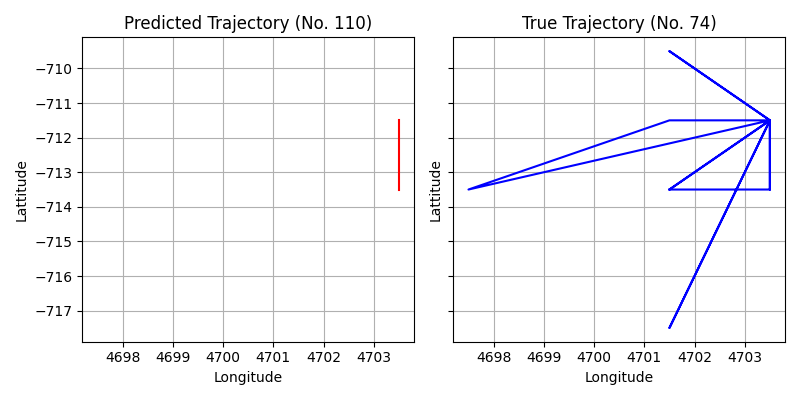 Predicted Trajectory (No. 110)
True Trajectory (No. 74)
−710
−711
−712
−713
−714
−715
−716
−717
Lattitude
Lattitude
4698 4699 4700 4701 4702 4703
4698 4699 4700 4701 4702 4703
Longitude
Longitude